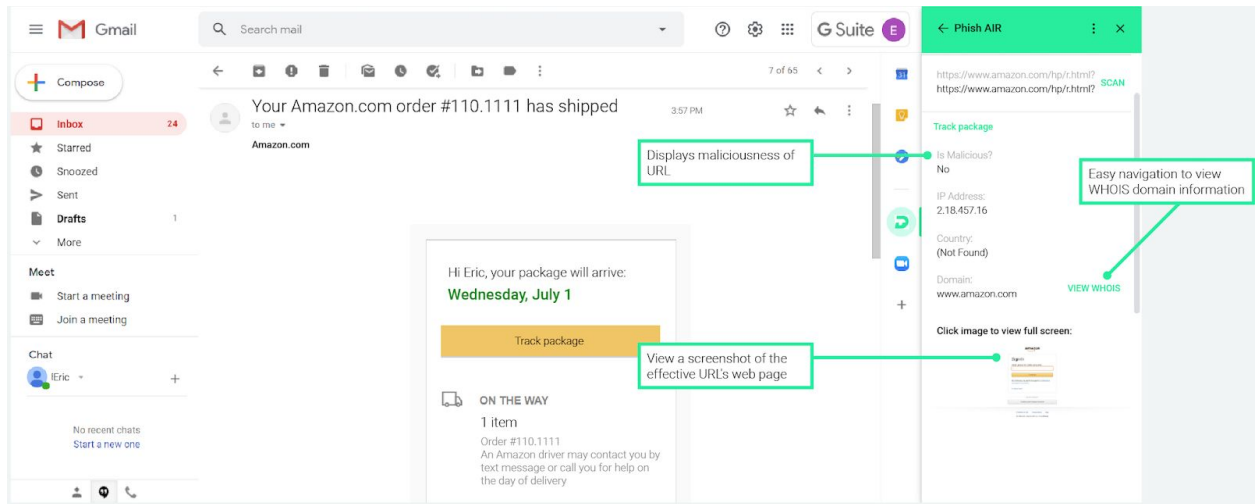 Gmail
Search mail
G Suite
E
Compose
Inbox 24
Starred
Snoozed
Sent
Drafts 1
More
Meet
Start a meeting
Join a meeting
Chat
IEric
No recent chats
Start a new one
7 of 65
Your Amazon.com order #110.1111 has shipped
3:57 PM
to me
Amazon.com
Hi Eric, your package will arrive:
Wednesday, July 1
Track package
ON THE WAY
1 item
Order #110.1111
An Amazon driver may contact you by
text message or call you for help on
the day of delivery
31
Phish AIR
https://www.amazon.com/hp/r.html?
https://www.amazon.com/hp/r.html?
SCAN
Track package
Is Malicious?
No
IP Address:
2.18.457.16
Country:
(Not Found)
Domain:
www.amazon.com
VIEW WHOIS
Click image to view full screen:
Displays maliciousness of
URL
Easy navigation to view
WHOIS domain information
View a screenshot of the
effective URL's web page
amazon
Sign in